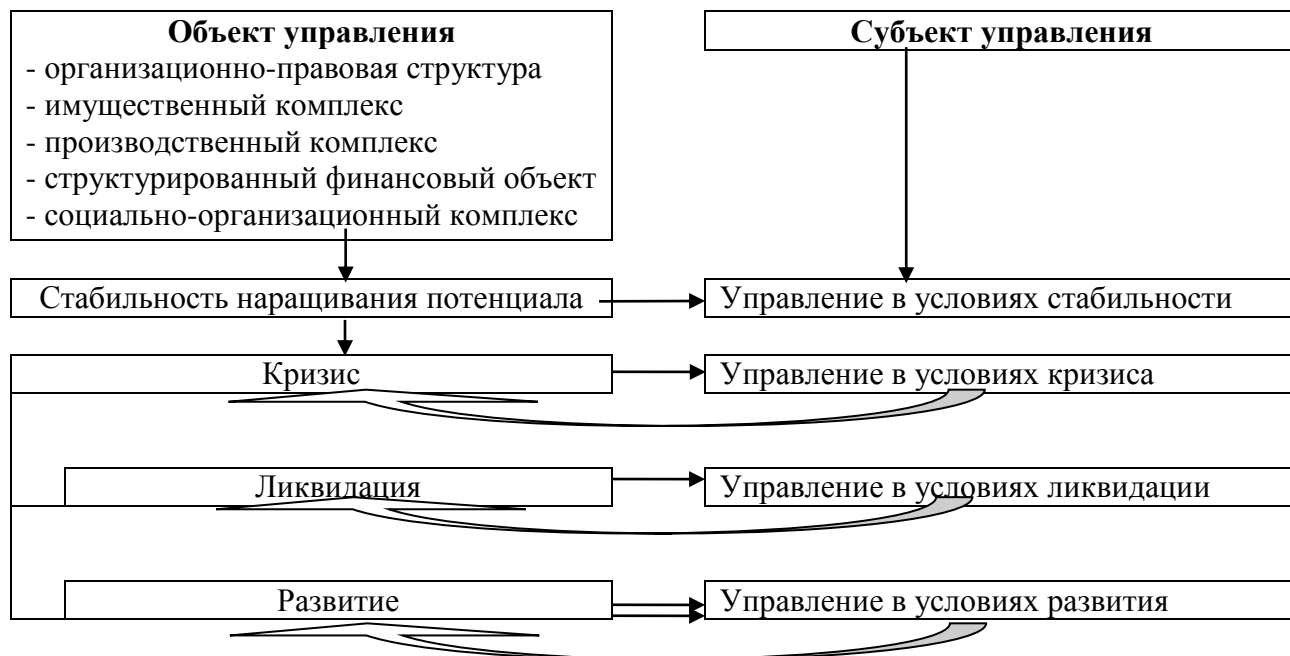 Объект управления
- организационно-правовая структура
- имущественный комплекс
- производственный комплекс
- структурированный финансовый объект
- социально-организационный комплекс
Субъект управления
Стабильность наращивания потенциала
Управление в условиях стабильности
Кризис
Управление в условиях кризиса
Ликвидация
Управление в условиях ликвидации
Развитие
Управление в условиях развития